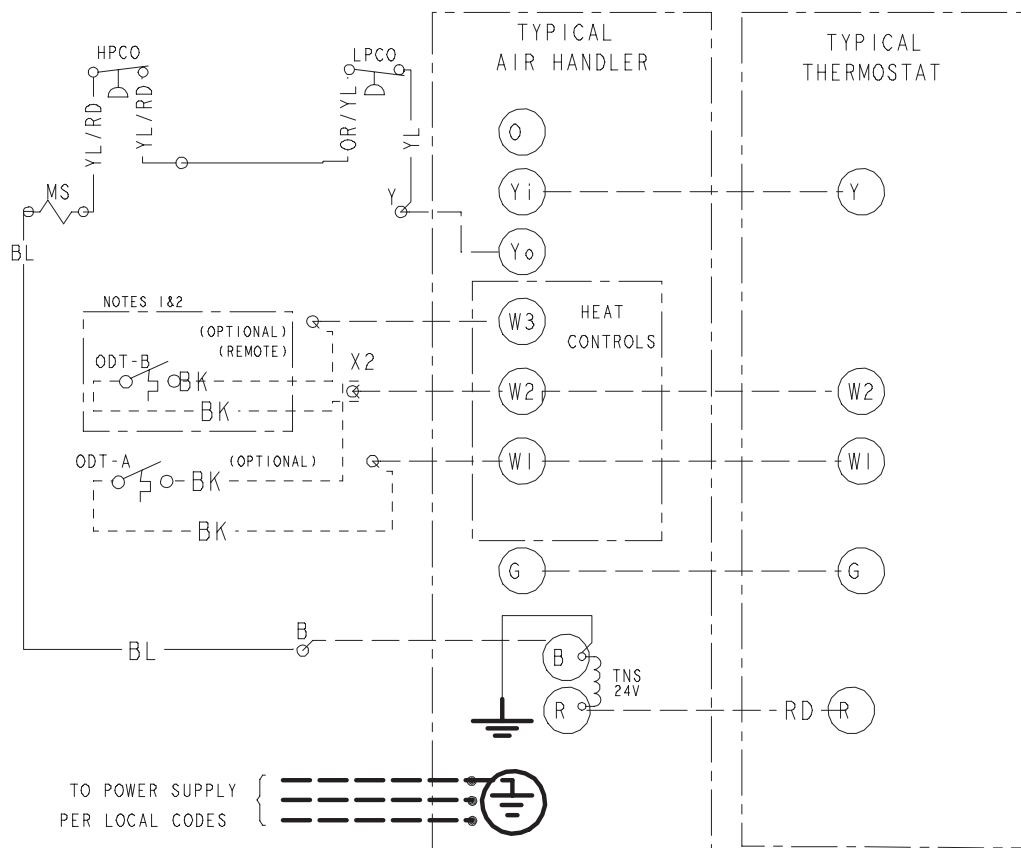 TYPICAL
AIR HANDLER
TYPICAL
THERMOSTAT
HPCO
LPCO
YL/RD
YL/RD
OR/YL
YL
O
MS
Y
Yi
Y
BL
Yo
NOTES 1&2
(OPTIONAL)
(REMOTE)
W3
HEAT
CONTROLS
ODT-B
BK
X2
BK
W2
W2
ODT-A
(OPTIONAL)
BK
W1
W1
BK
G
G
B
BL
B
TNS
24V
R
RD
R
TO POWER SUPPLY
PER LOCAL CODES